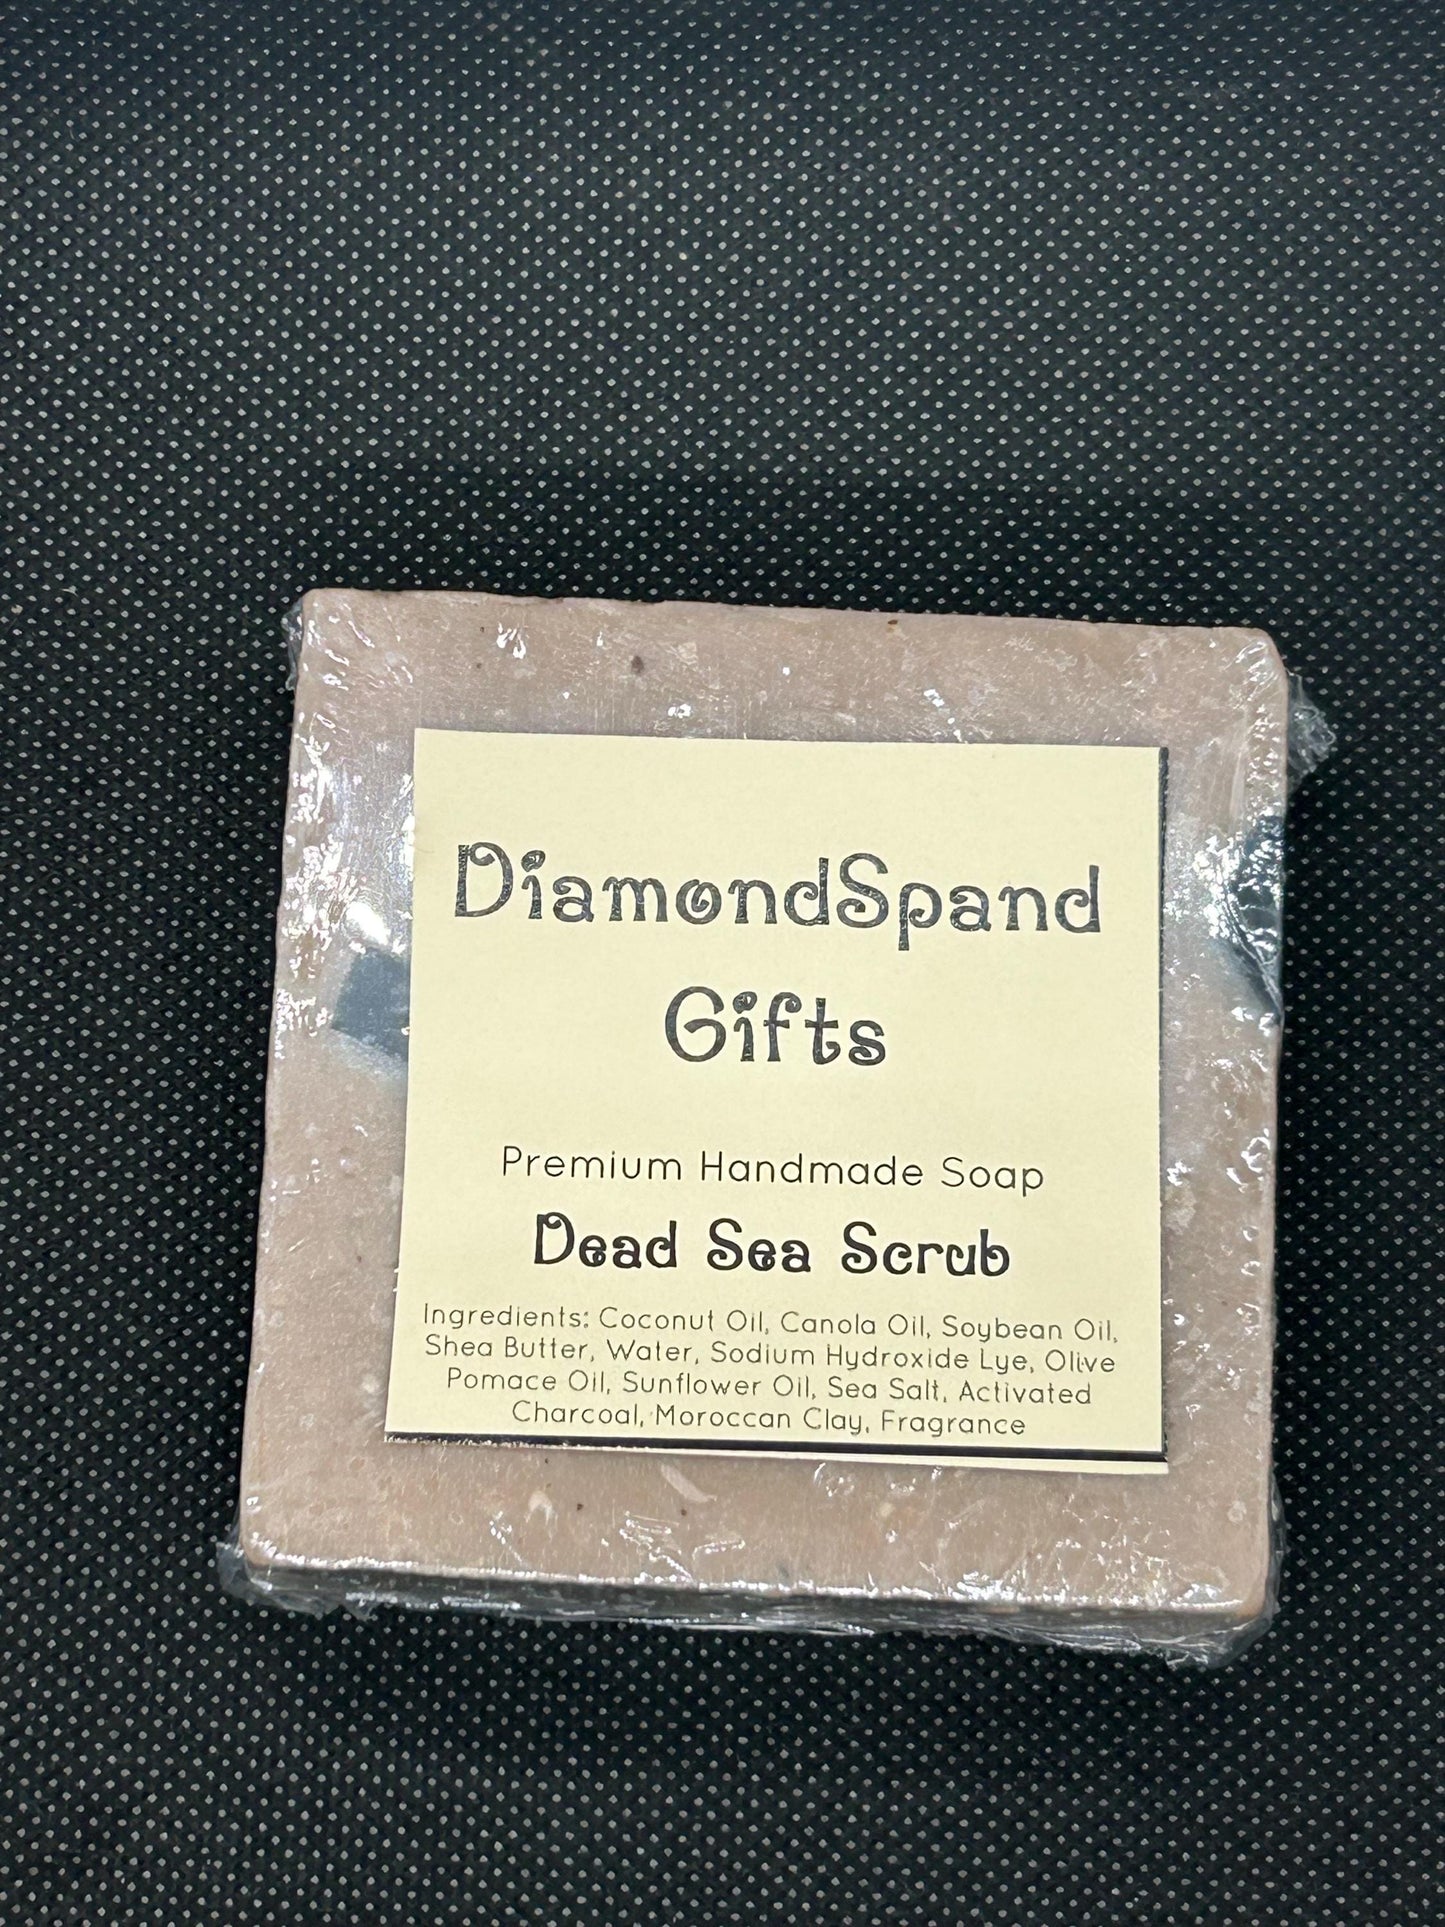 DiamondSpand
Gifts
Premium Handmade Soap
Dead Sea Scrub
Ingredients: Coconut Oil, Canola Oil, Soybean Oil,
Shea Butter, Water, Sodium Hydroxide Lye, Olive
Pomace Oil, Sunflower Oil, Sea Salt, Activated
Charcoal, Moroccan Clay, Fragrance